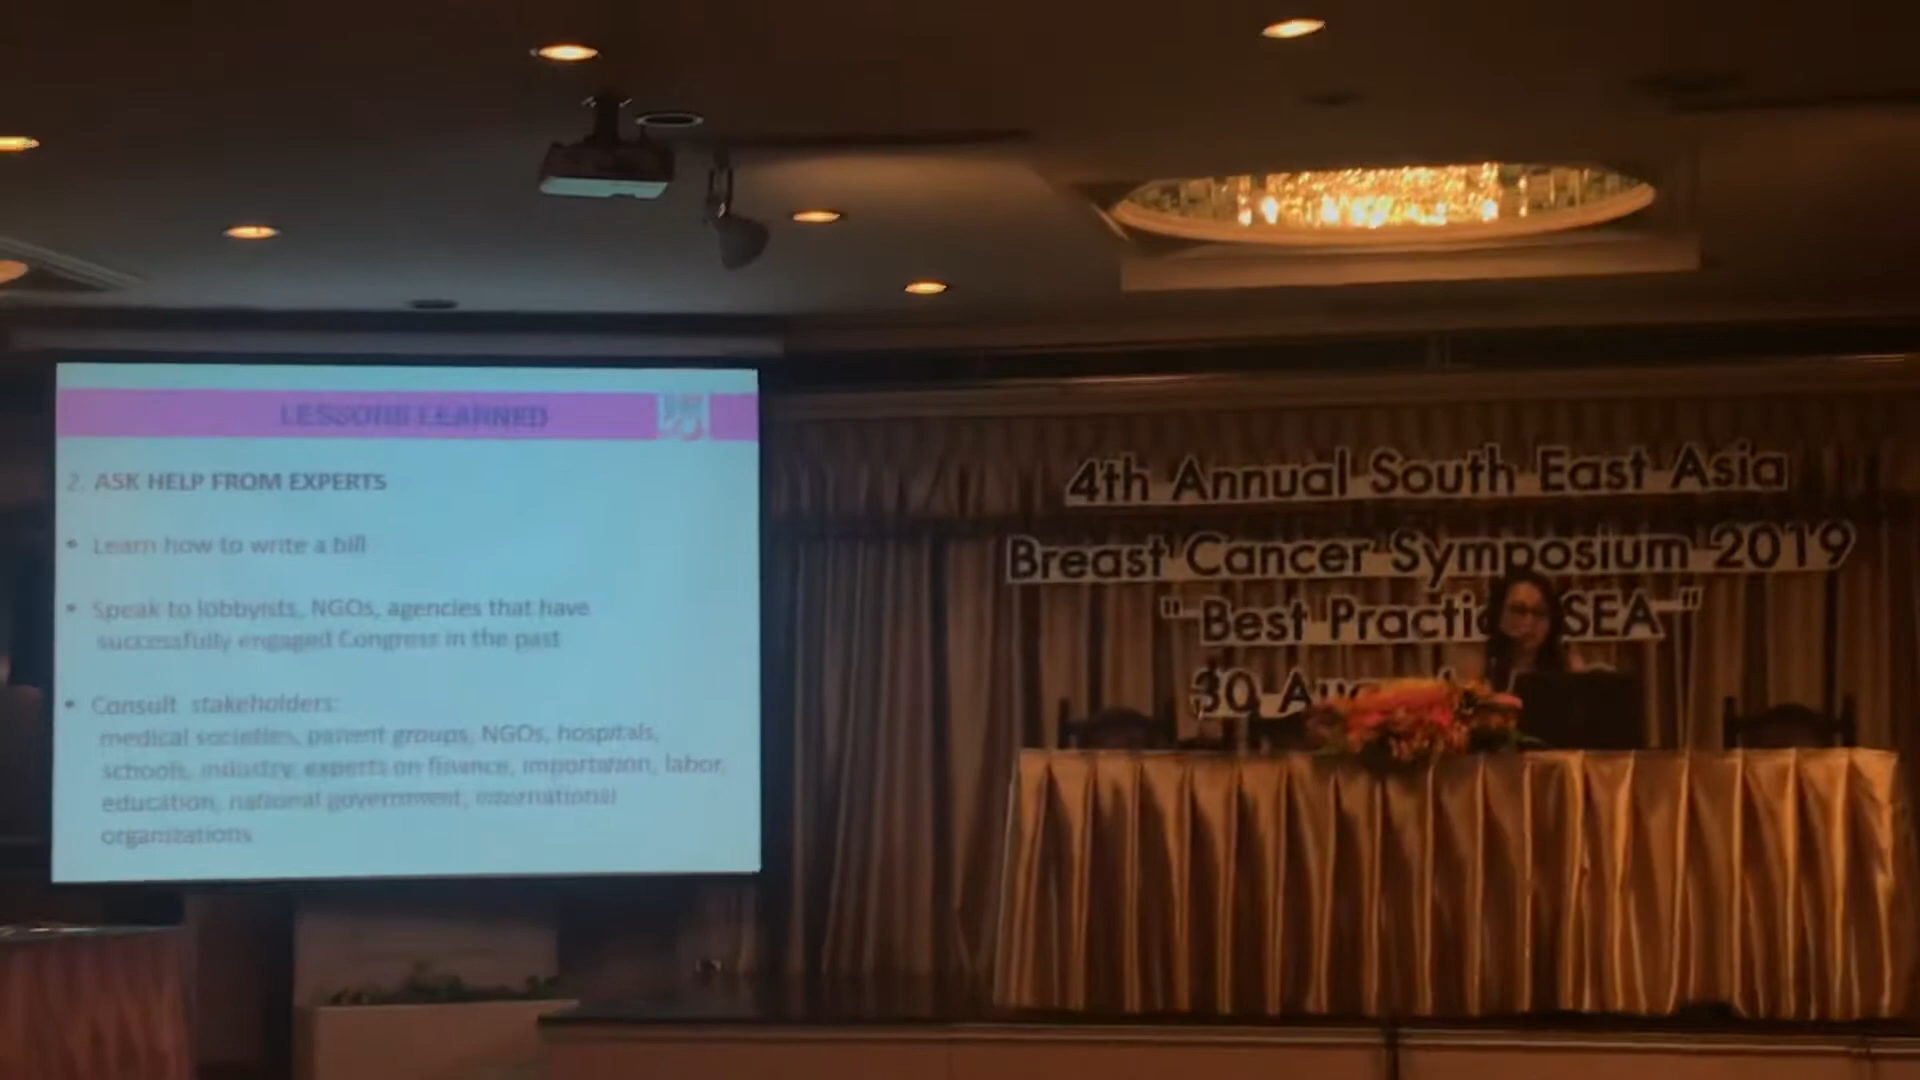 LESSONS LEARNED
2. ASK HELP FROM EXPERTS
• Learn how to write a bill
• Speak to lobbyists, NGOs, agencies that have
successfully engaged Congress in the past
• Consult stakeholders:
medical societies, patient groups, NGOs, hospitals,
schools, industry, experts on finance, importation, labor,
education, national government, international
organizations
4th Annual South East Asia
Breast Cancer Symposium 2019
" Best Practic SEA "
30 Aug